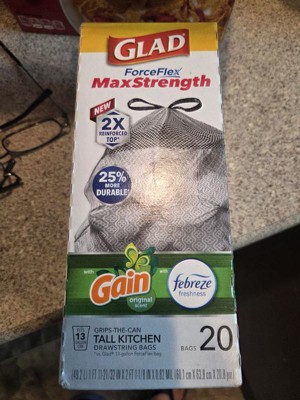 GLAD
ForceFlex
MaxStrength
NEW
2X
REINFORCED
TOP*
25%
MORE
DURABLE*
with
Gain
original
scent
with
febreze
freshness
13
GRIPS-THE-CAN
TALL KITCHEN
DRAWSTRING BAGS
BAGS 20